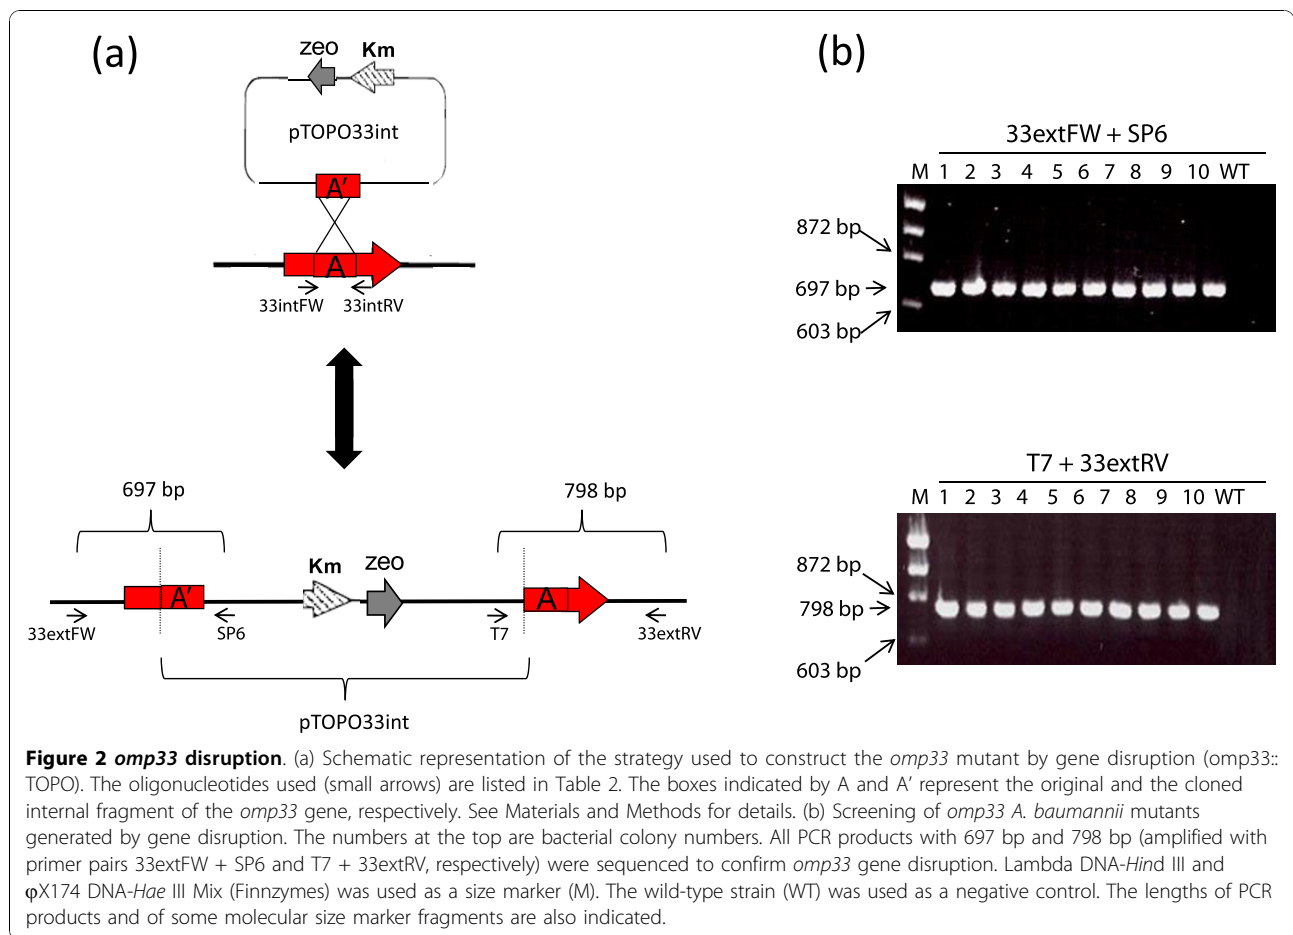 (a)
zeo
Km
pTOPO33int
A'
A
33intFW
33intRV
697 bp
798 bp
Km
zeo
A'
A
33extFW
SP6
T7
33extRV
pTOPO33int
(b)
33extFW + SP6
M 1 2 3 4 5 6 7 8 9 10 WT
872 bp
697 bp
603 bp
T7 + 33extRV
M 1 2 3 4 5 6 7 8 9 10 WT
872 bp
798 bp
603 bp
Figure 2 omp33 disruption. (a) Schematic representation of the strategy used to construct the omp33 mutant by gene disruption (omp33::
TOPO). The oligonucleotides used (small arrows) are listed in Table 2. The boxes indicated by A and A’ represent the original and the cloned
internal fragment of the omp33 gene, respectively. See Materials and Methods for details. (b) Screening of omp33 A. baumannii mutants
generated by gene disruption. The numbers at the top are bacterial colony numbers. All PCR products with 697 bp and 798 bp (amplified with
primer pairs 33extFW + SP6 and T7 + 33extRV, respectively) were sequenced to confirm omp33 gene disruption. Lambda DNA-Hind III and
φX174 DNA-Hae III Mix (Finnzymes) was used as a size marker (M). The wild-type strain (WT) was used as a negative control. The lengths of PCR
products and of some molecular size marker fragments are also indicated.